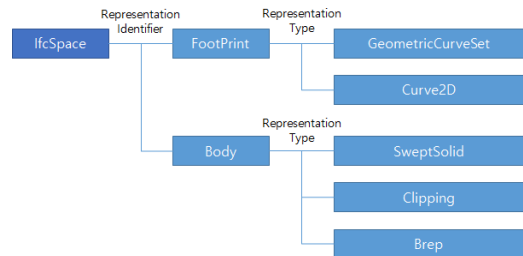 Representation
Identifier
Representation
Type
IfcSpace
FootPrint
GeometricCurveSet
Curve2D
Representation
Type
Body
SweptSolid
Clipping
Brep